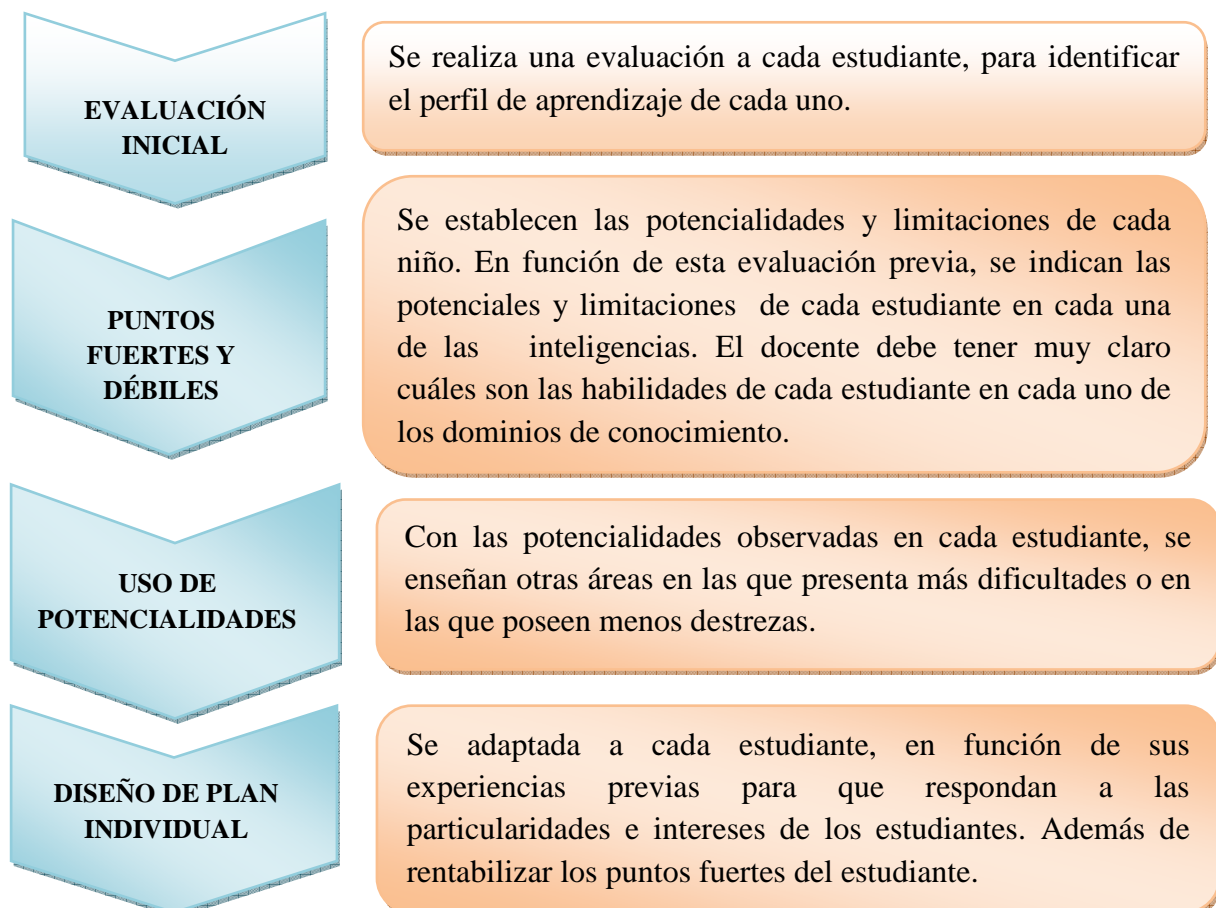 EVALUACIÓN
INICIAL
Se realiza una evaluación a cada estudiante, para identificar
el perfil de aprendizaje de cada uno.
PUNTOS
FUERTES Y
DÉBILES
Se establecen las potencialidades y limitaciones de cada
niño. En función de esta evaluación previa, se indican las
potenciales y limitaciones de cada estudiante en cada una
de las inteligencias. El docente debe tener muy claro
cuáles son las habilidades de cada estudiante en cada uno de
los dominios de conocimiento.
USO DE
POTENCIALIDADES
Con las potencialidades observadas en cada estudiante, se
enseñan otras áreas en las que presenta más dificultades o en
las que poseen menos destrezas.
DISEÑO DE PLAN
INDIVIDUAL
Se adaptada a cada estudiante, en función de sus
experiencias previas para que respondan a las
particularidades e intereses de los estudiantes. Además de
rentabilizar los puntos fuertes del estudiante.